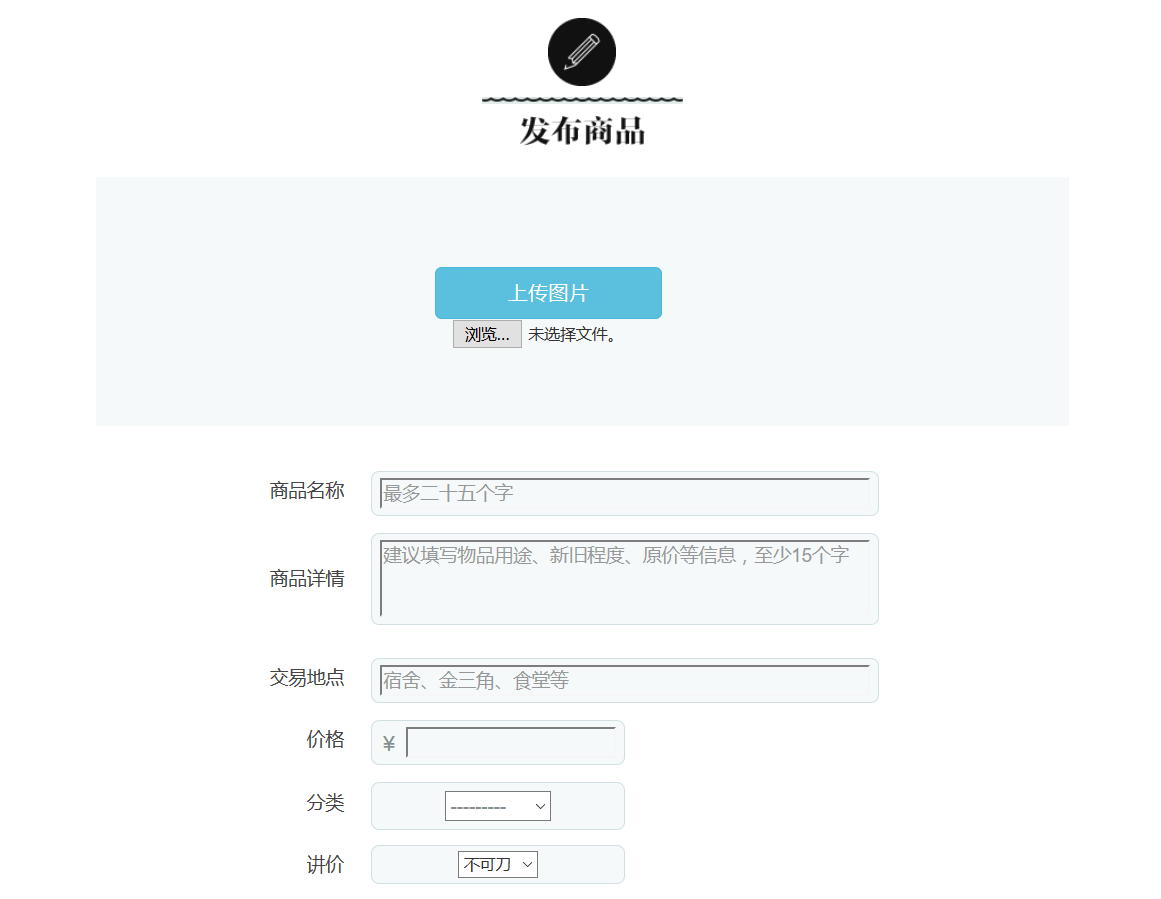 发布商品
上传图片
浏览... 未选择文件。
商品名称 最多二十五个字
商品详情 建议填写物品用途、新旧程度、原价等信息，至少15个字
交易地点 宿舍、金三角、食堂等
价格 ¥
分类 ---------
讲价 不可刀